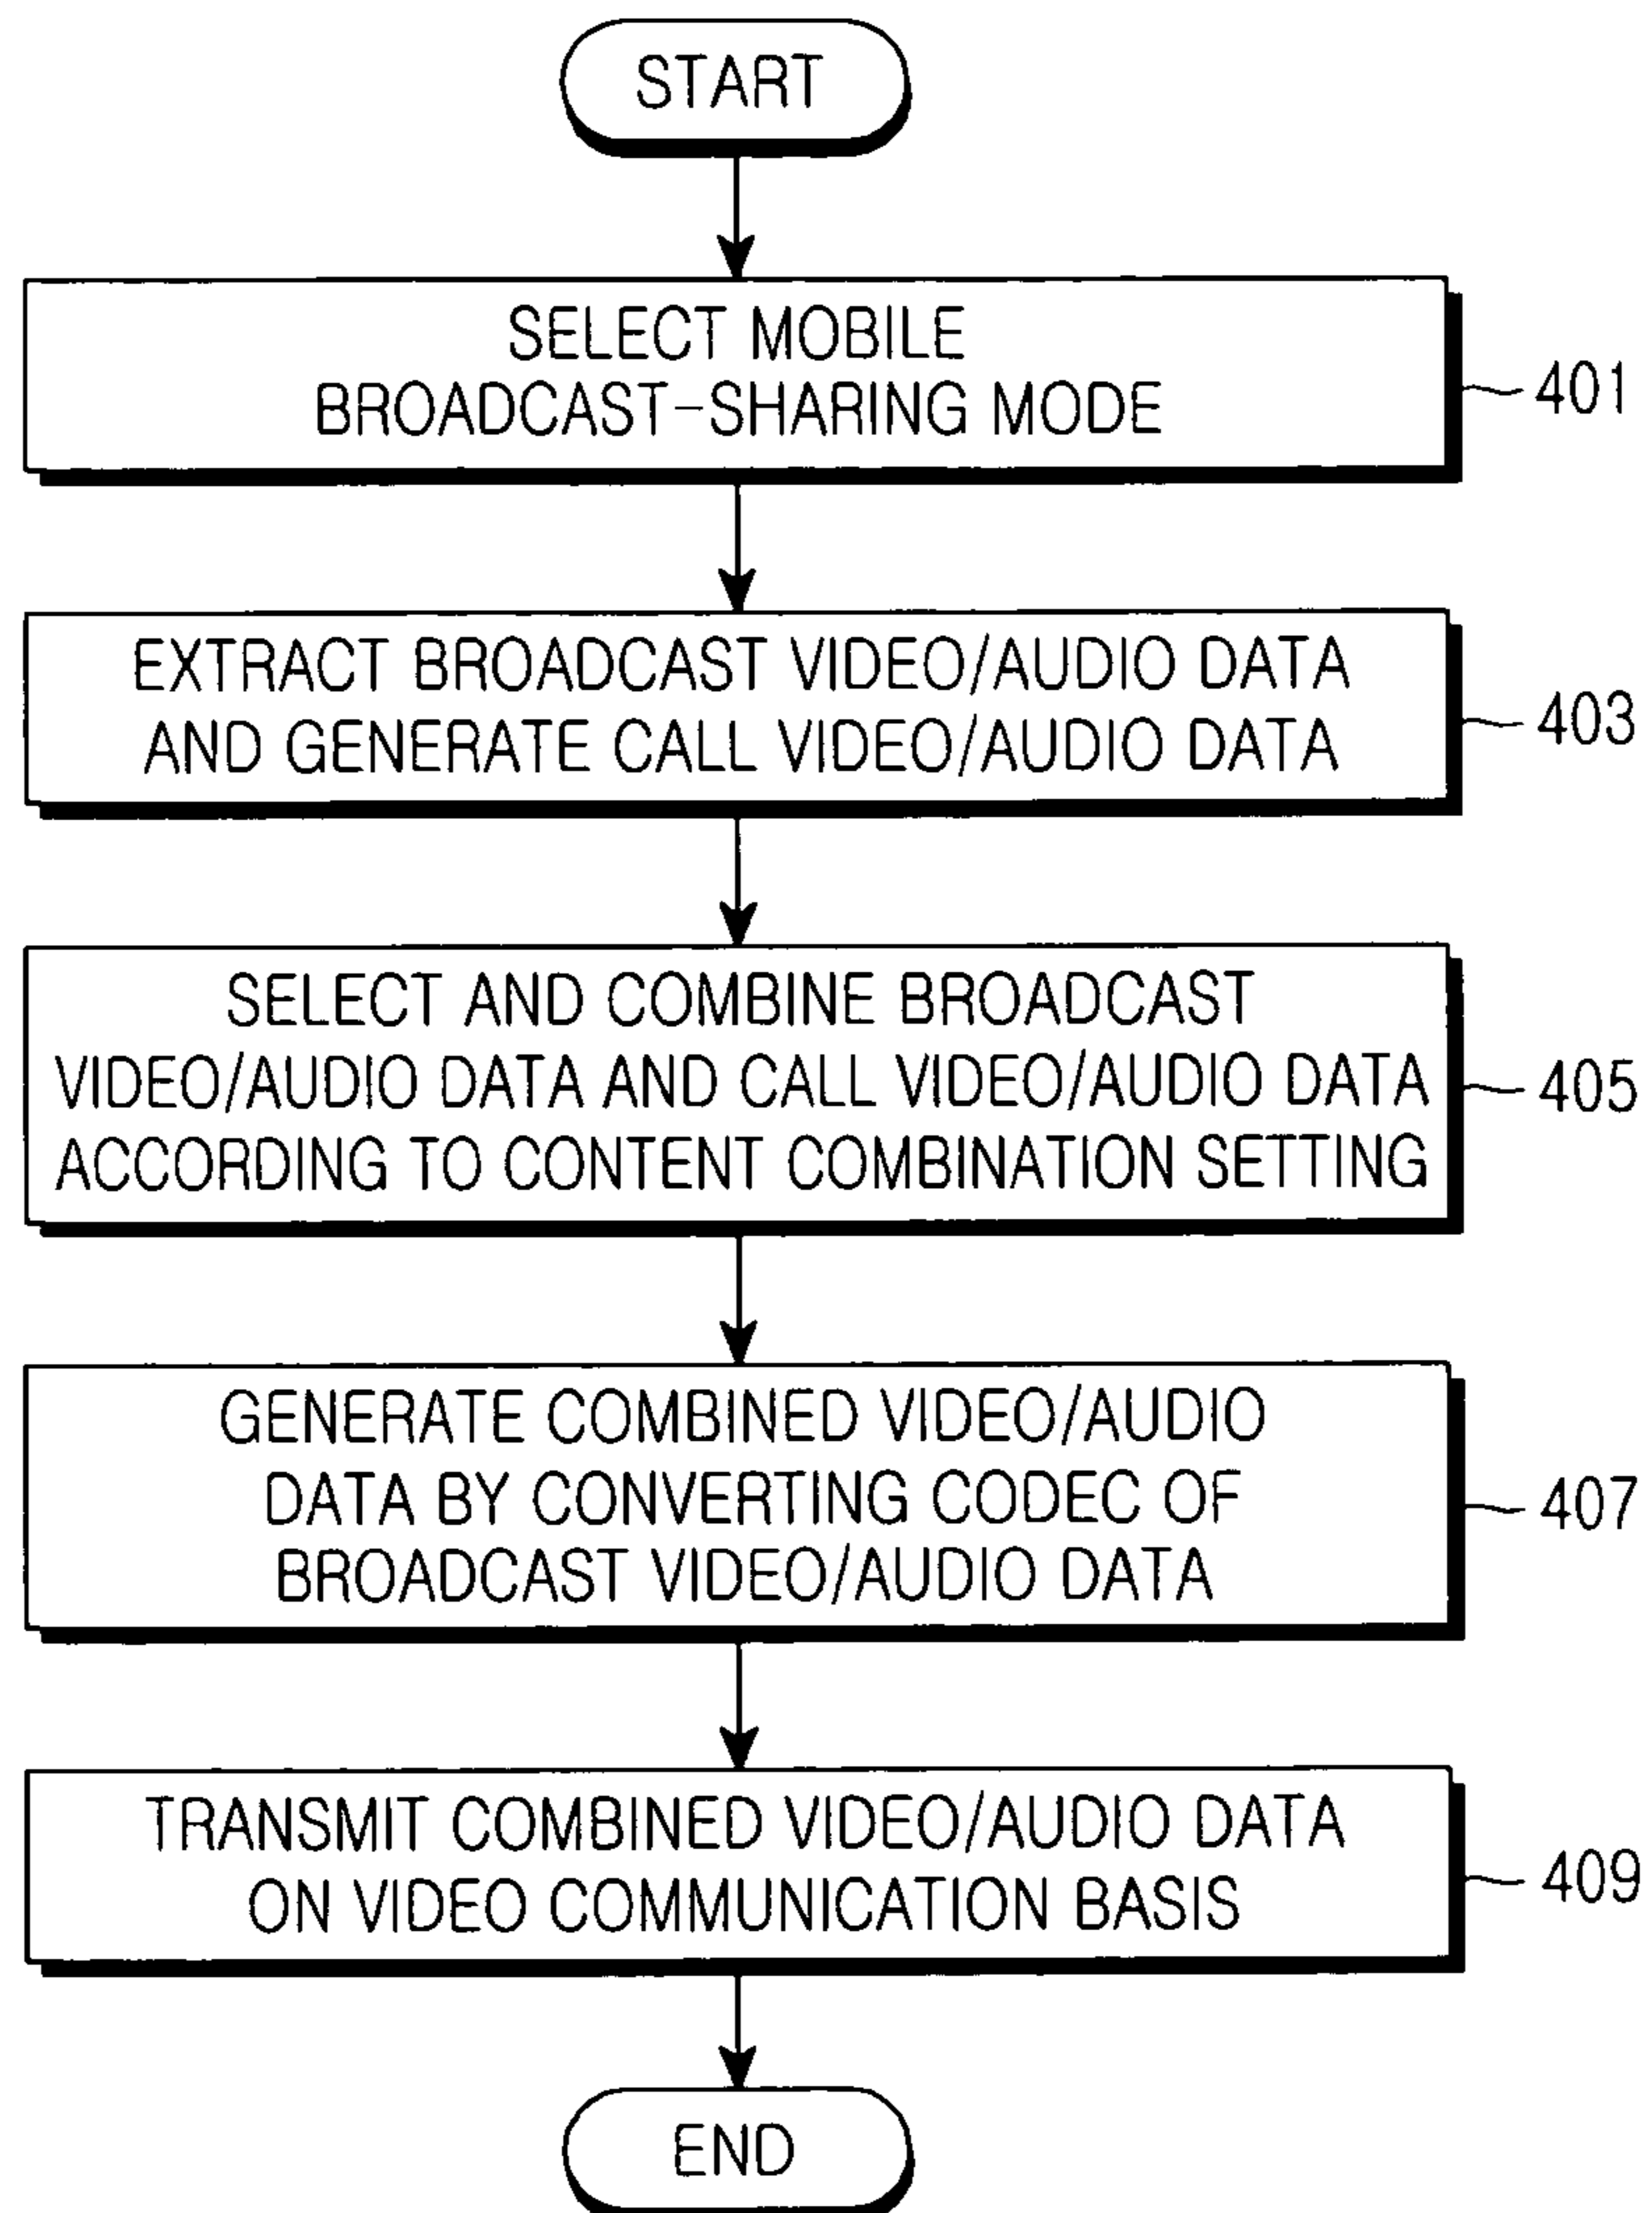 START
SELECT MOBILE
BROADCAST-SHARING MODE
401
EXTRACT BROADCAST VIDEO/AUDIO DATA
AND GENERATE CALL VIDEO/AUDIO DATA
403
SELECT AND COMBINE BROADCAST
VIDEO/AUDIO DATA AND CALL VIDEO/AUDIO DATA
ACCORDING TO CONTENT COMBINATION SETTING
405
GENERATE COMBINED VIDEO/AUDIO
DATA BY CONVERTING CODEC OF
BROADCAST VIDEO/AUDIO DATA
407
TRANSMIT COMBINED VIDEO/AUDIO DATA
ON VIDEO COMMUNICATION BASIS
409
END